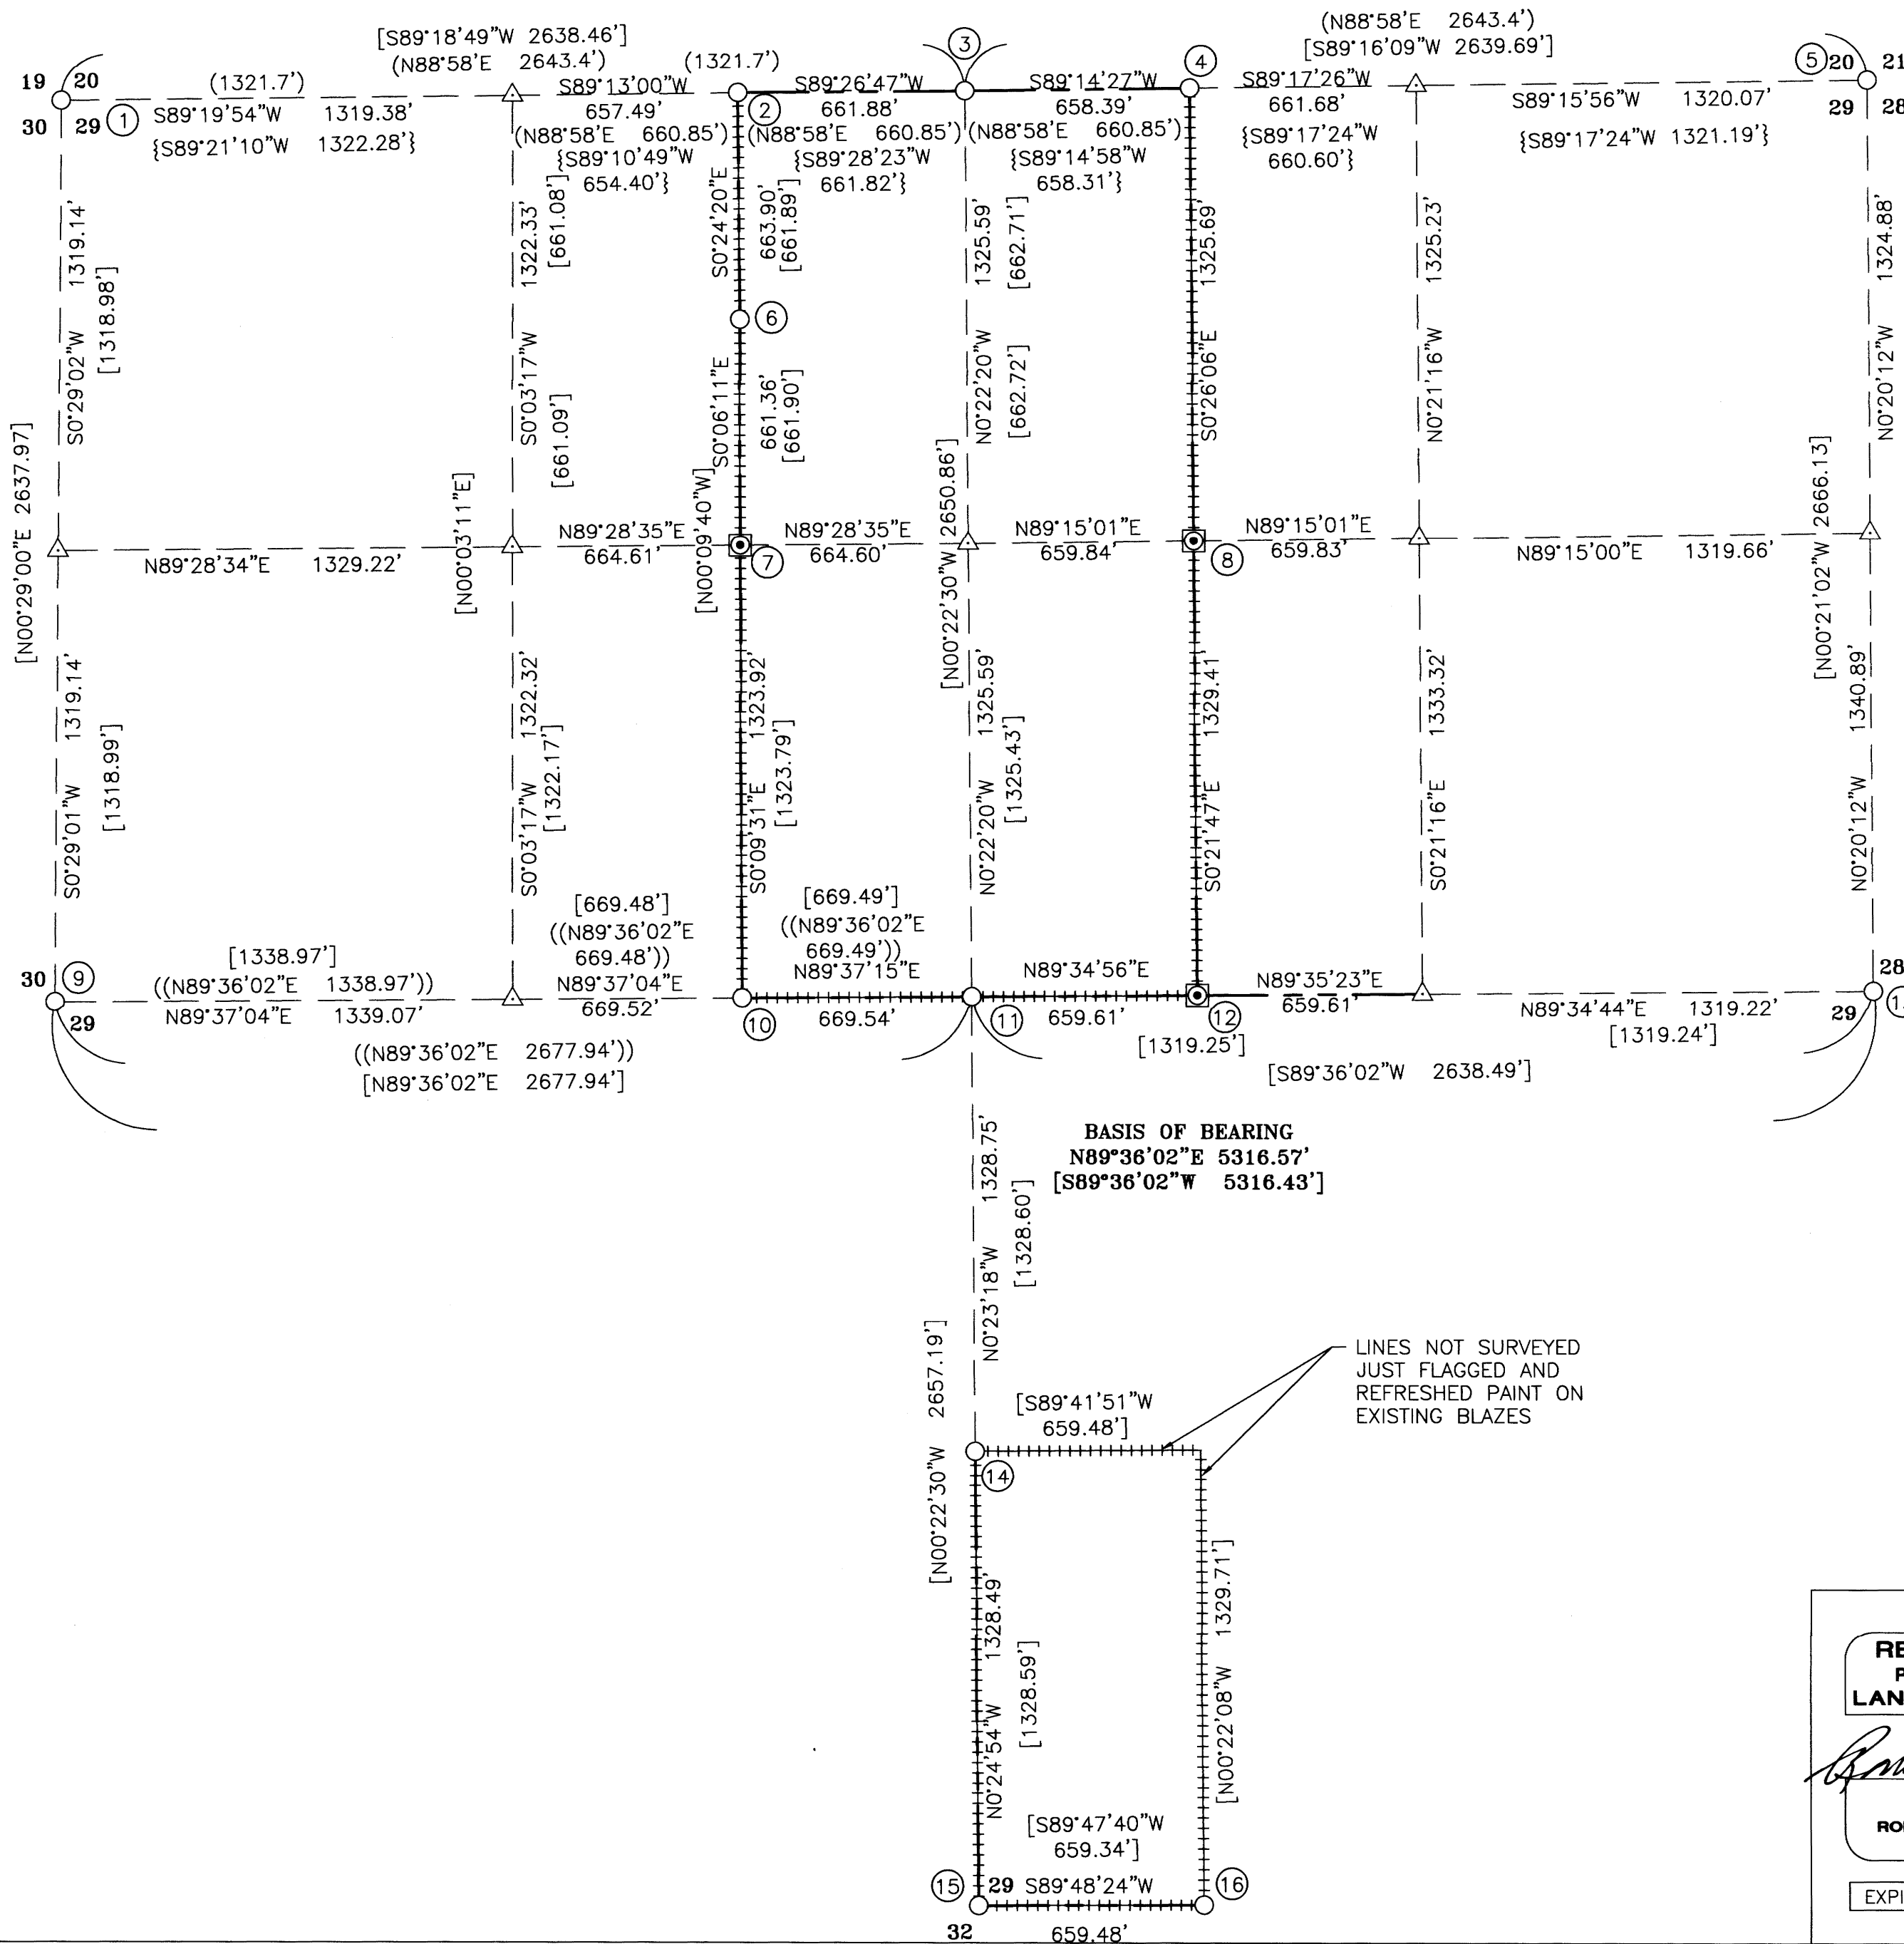 (N88°58'E 2643.4')
[S89°18'49"W 2638.46']
[S89°16'09"W 2639.69']
(N88°58'E 2643.4')
(1321.7')
3
4
5
19 20
20 21
(1321.7')
S89°13'00"W
657.49'
S89°26'47"W
661.88'
S89°14'27"W
658.39'
S89°17'26"W
661.68'
S89°15'56"W 1320.07'
S89°19'54"W 1319.38'
30 29
1
2
29 28
{S89°21'10"W 1322.28'}
(N88°58'E 660.85')
{S89°10'49"W
654.40'}
(N88°58'E 660.85')
{S89°28'23"W
661.82'}
(N88°58'E 660.85')
{S89°14'58"W
658.31'}
{S89°17'24"W
660.60'}
{S89°17'24"W 1321.19'}
S0°29'02"W 1319.14'
[1318.98']
S0°03'17"W 1322.33'
[661.08']
[661.09']
S0°24'20"E
663.90'
[661.89']
6
S0°06'11"E
661.36'
[661.90']
N0°22'20"W 1325.59'
[662.71']
[662.72']
S0°26'06"E 1325.69'
N0°21'16"W 1325.23'
N0°20'12"W 1324.88'
[N00°29'00"E 2637.97]
[N00°03'11"E]
[N00°09'40"W]
[N00°22'30"W 2650.86']
[N00°21'02"W 2666.13]
N89°28'34"E 1329.22'
N89°28'35"E
664.61'
7
N89°28'35"E
664.60'
N89°15'01"E
659.84'
8
N89°15'01"E
659.83'
N89°15'00"E 1319.66'
S0°29'01"W 1319.14'
[1318.99']
S0°03'17"W 1322.32'
[1322.17']
S0°09'31"E 1323.92'
[1323.79']
N0°22'20"W 1325.59'
[1325.43']
S0°21'47"E 1329.41'
S0°21'16"E 1333.32'
N0°20'12"W 1340.89'
30
9
29
[1338.97']
((N89°36'02"E 1338.97'))
N89°37'04"E 1339.07'
[669.48']
((N89°36'02"E
669.48'))
N89°37'04"E
669.52'
10
[669.49']
((N89°36'02"E
669.49'))
N89°37'15"E
669.54'
11
N89°34'56"E
659.61'
12
N89°35'23"E
659.61'
[1319.25']
N89°34'44"E 1319.22'
[1319.24']
28
29
((N89°36'02"E 2677.94'))
[N89°36'02"E 2677.94']
[S89°36'02"W 2638.49']
BASIS OF BEARING
N89°36'02"E 5316.57'
[S89°36'02"W 5316.43']
N0°23'18"W 1328.75'
[1328.60']
[N00°22'30"W 2657.19']
LINES NOT SURVEYED
JUST FLAGGED AND
REFRESHED PAINT ON
EXISTING BLAZES
[S89°41'51"W
659.48']
14
N0°24'54"W 1328.49'
[1328.59']
[N00°22'08"W 1329.71']
[S89°47'40"W
659.34']
15
29
S89°48'24"W
16
32
659.48'
LAN
EXPI